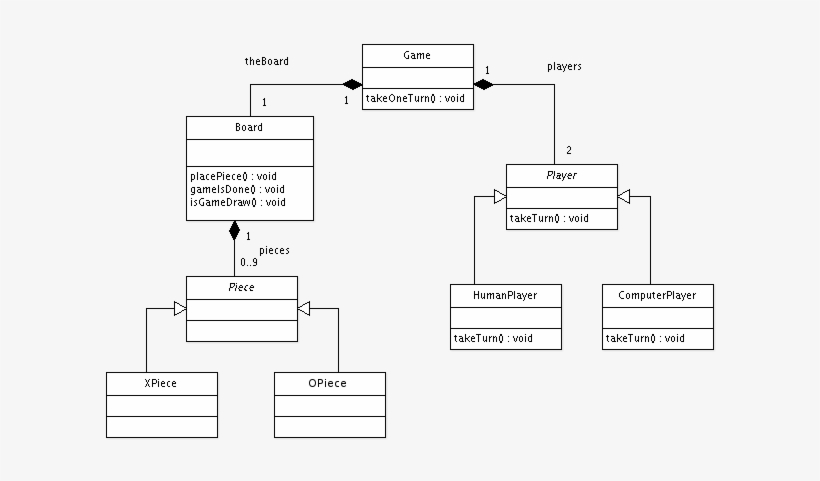 Game
takeOneTurn() : void
theBoard
1
1
1
players
2
Board
placePiece() : void
gameIsDone() : void
isGameDraw() : void
1
pieces
0..9
Piece
XPiece
OPiece
Player
takeTurn() : void
HumanPlayer
takeTurn() : void
ComputerPlayer
takeTurn() : void